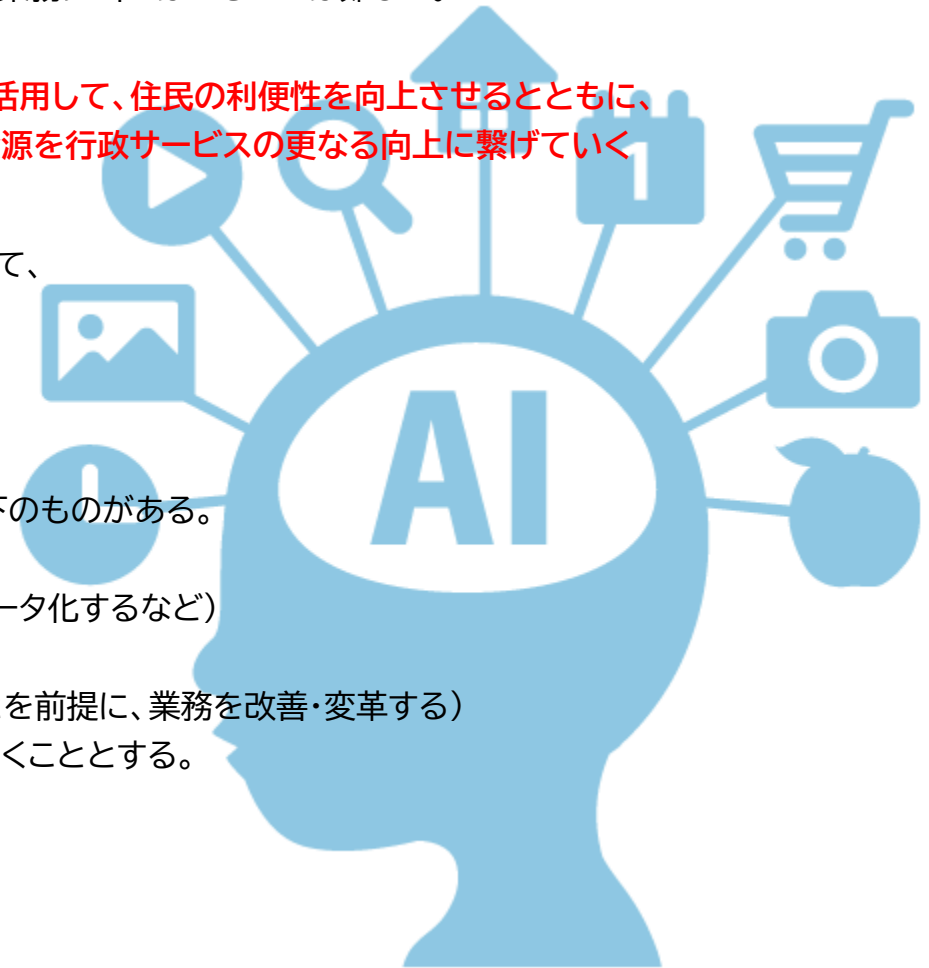 活用して、住民の利便性を向上させるとともに、
源を行政サービスの更なる向上に繋げていく
1
て、
AI
下のものがある。
ータ化するなど）
を前提に、業務を改善・変革する）
くこととする。